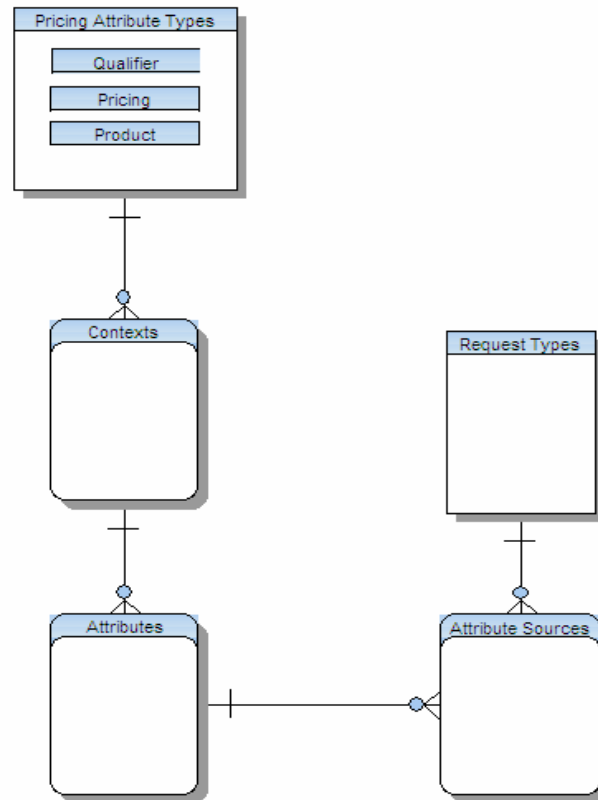 Pricing Attribute Types
Qualifier
Pricing
Product
Contexts
Request Types
Attributes
Attribute Sources